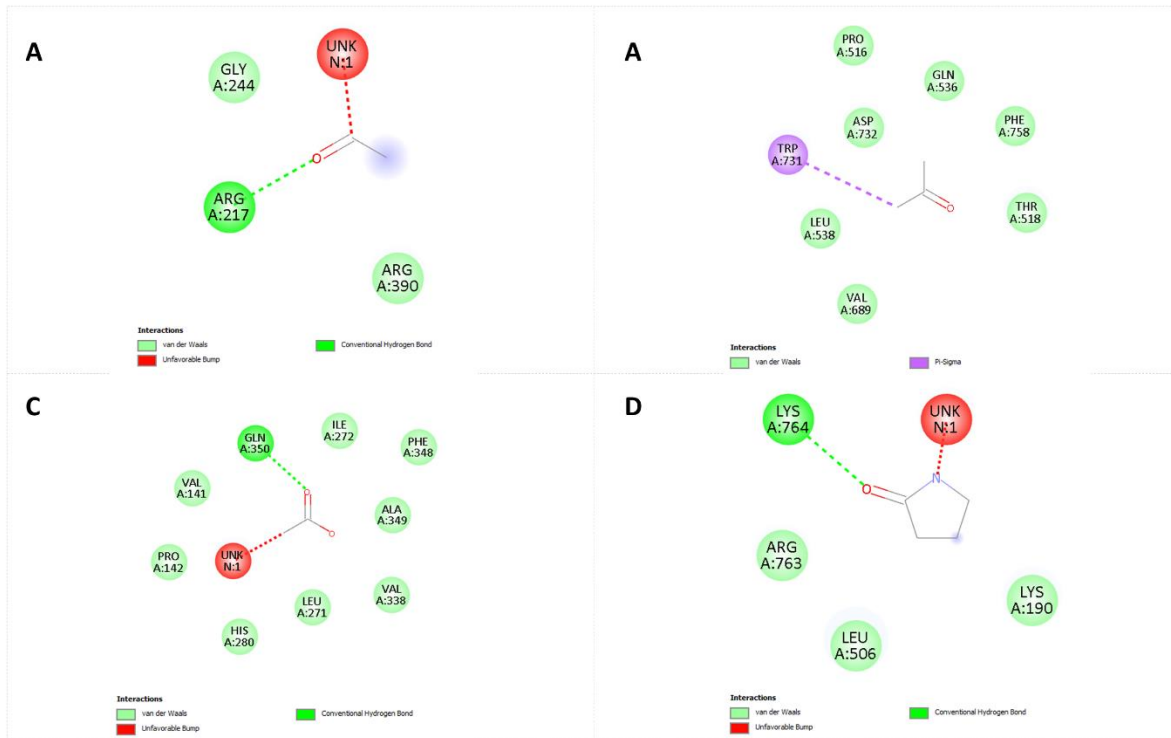 A
UNK
N:1
GLY
A:244
O
ARG
A:217
ARG
A:390
Interactions
van der Waals
Unfavorable Bump
Conventional Hydrogen Bond
A
PRO
A:516
GLN
A:536
ASP
A:732
PHE
A:758
TRP
A:731
O
THR
A:518
LEU
A:538
VAL
A:689
Interactions
van der Waals
Pi-Sigma
C
GLN
A:350
ILE
A:272
PHE
A:348
VAL
A:141
O
ALA
A:349
O
PRO
A:142
UNK
N:1
LEU
A:271
VAL
A:338
HIS
A:280
Interactions
van der Waals
Unfavorable Bump
Conventional Hydrogen Bond
D
LYS
A:764
UNK
N:1
O
N
ARG
A:763
LYS
A:190
LEU
A:506
Interactions
van der Waals
Unfavorable Bump
Conventional Hydrogen Bond